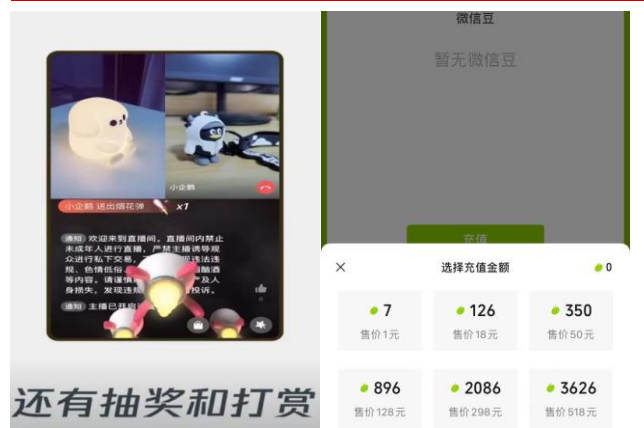 小企鹅
小企鹅 送出烟花弹 x1
通知 欢迎来到直播间。直播间内禁止
未成年人进行直播,严禁主播诱导观
众进行私下交易,
规、色情低俗
等内容。请谨慎
身损失,发现违规
通知 主播已开启
还有抽奖和打赏
微信豆
暂无微信豆
充值
× 选择充值金额 0
7 126 350
售价1元 售价18元 售价50元
896 2086 3626
售价128元 售价298元 售价518元